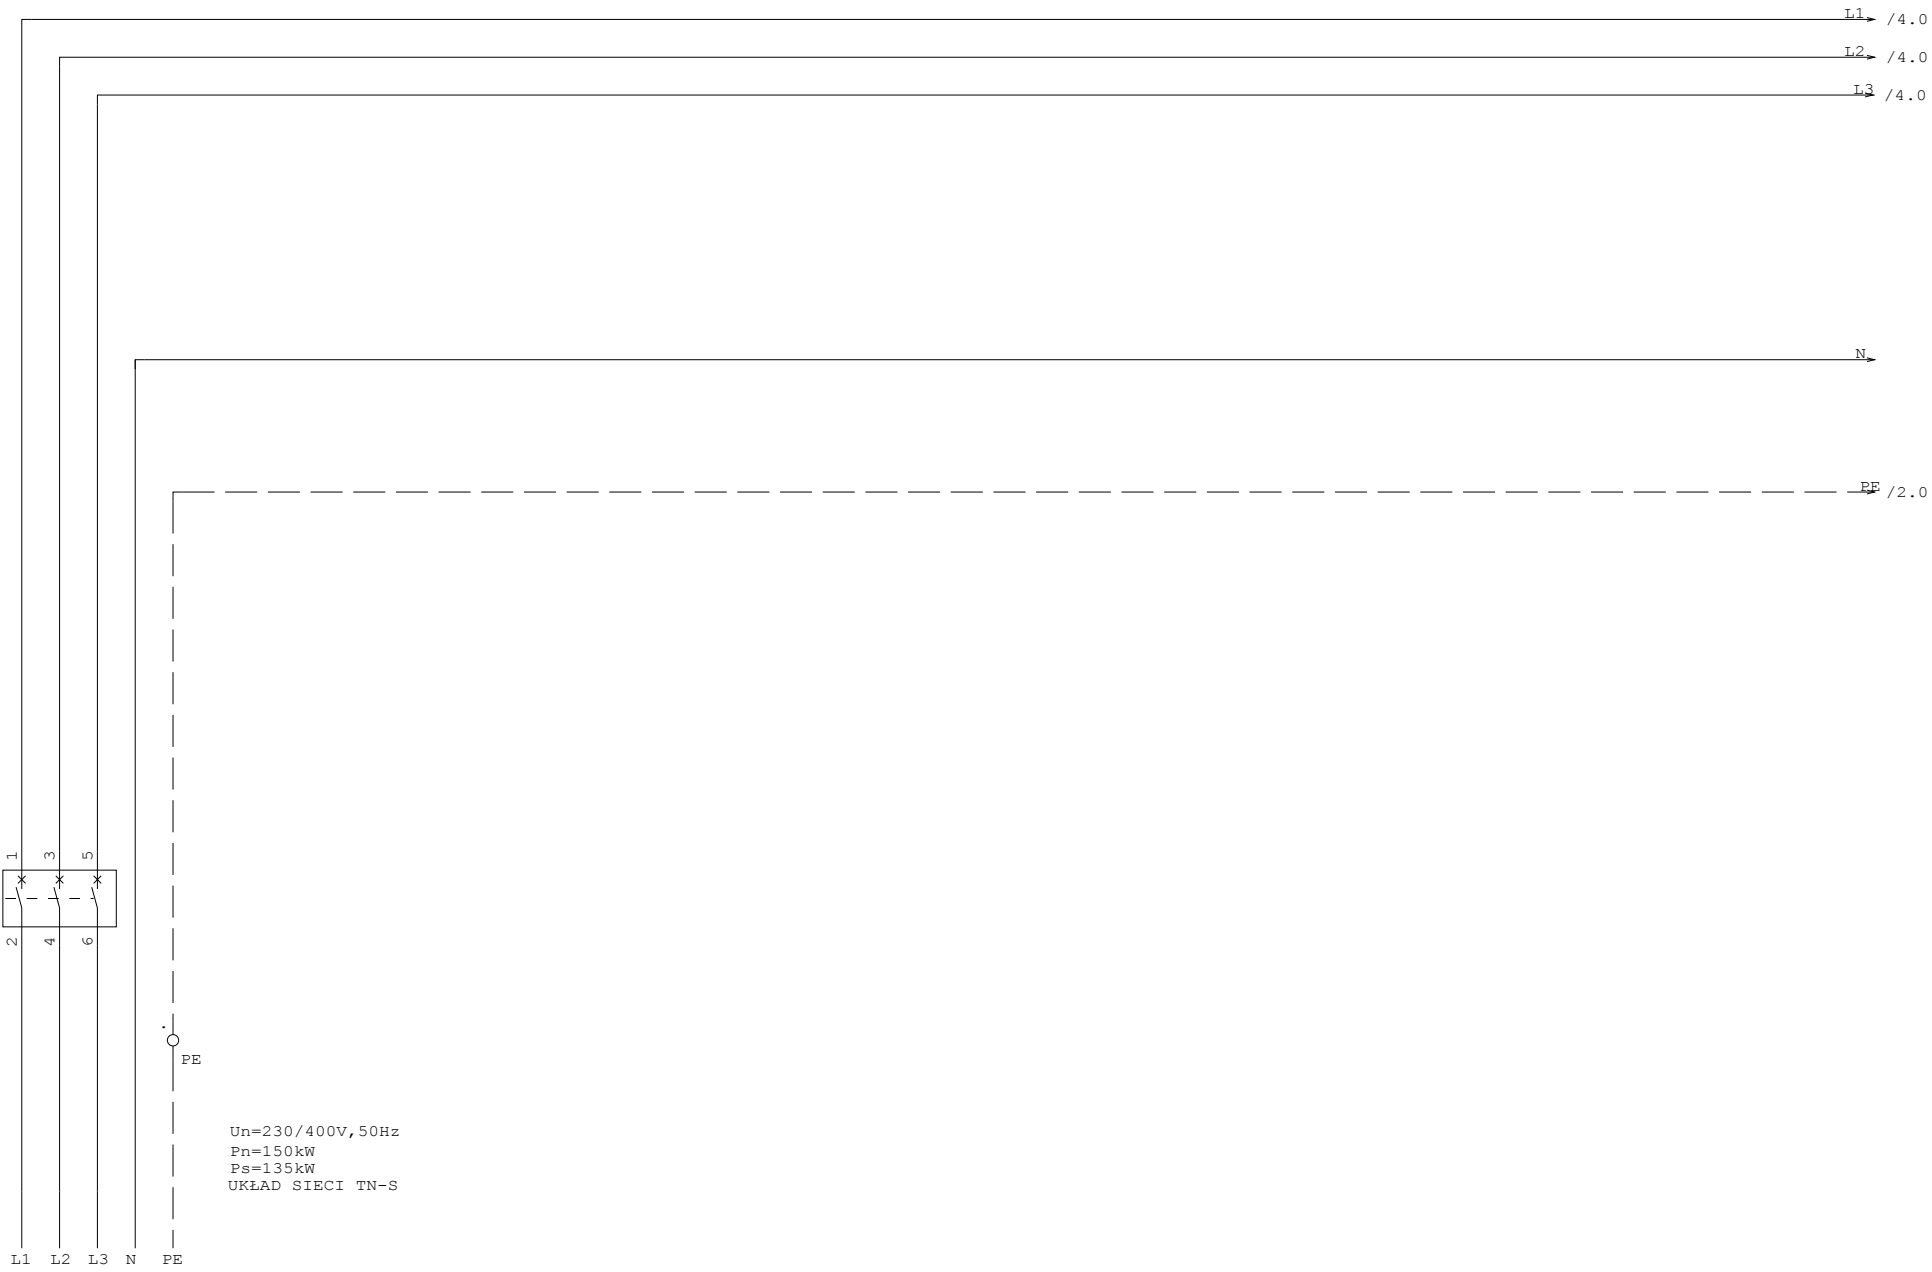 L1 /4.0
L2 /4.0
L3 /4.0
N
PE /2.0
1 3 5
2 4 6
PE
Un=230/400V,50Hz
Pn=150kW
Ps=135kW
UKŁAD SIECI TN-S
L1 L2 L3 N PE